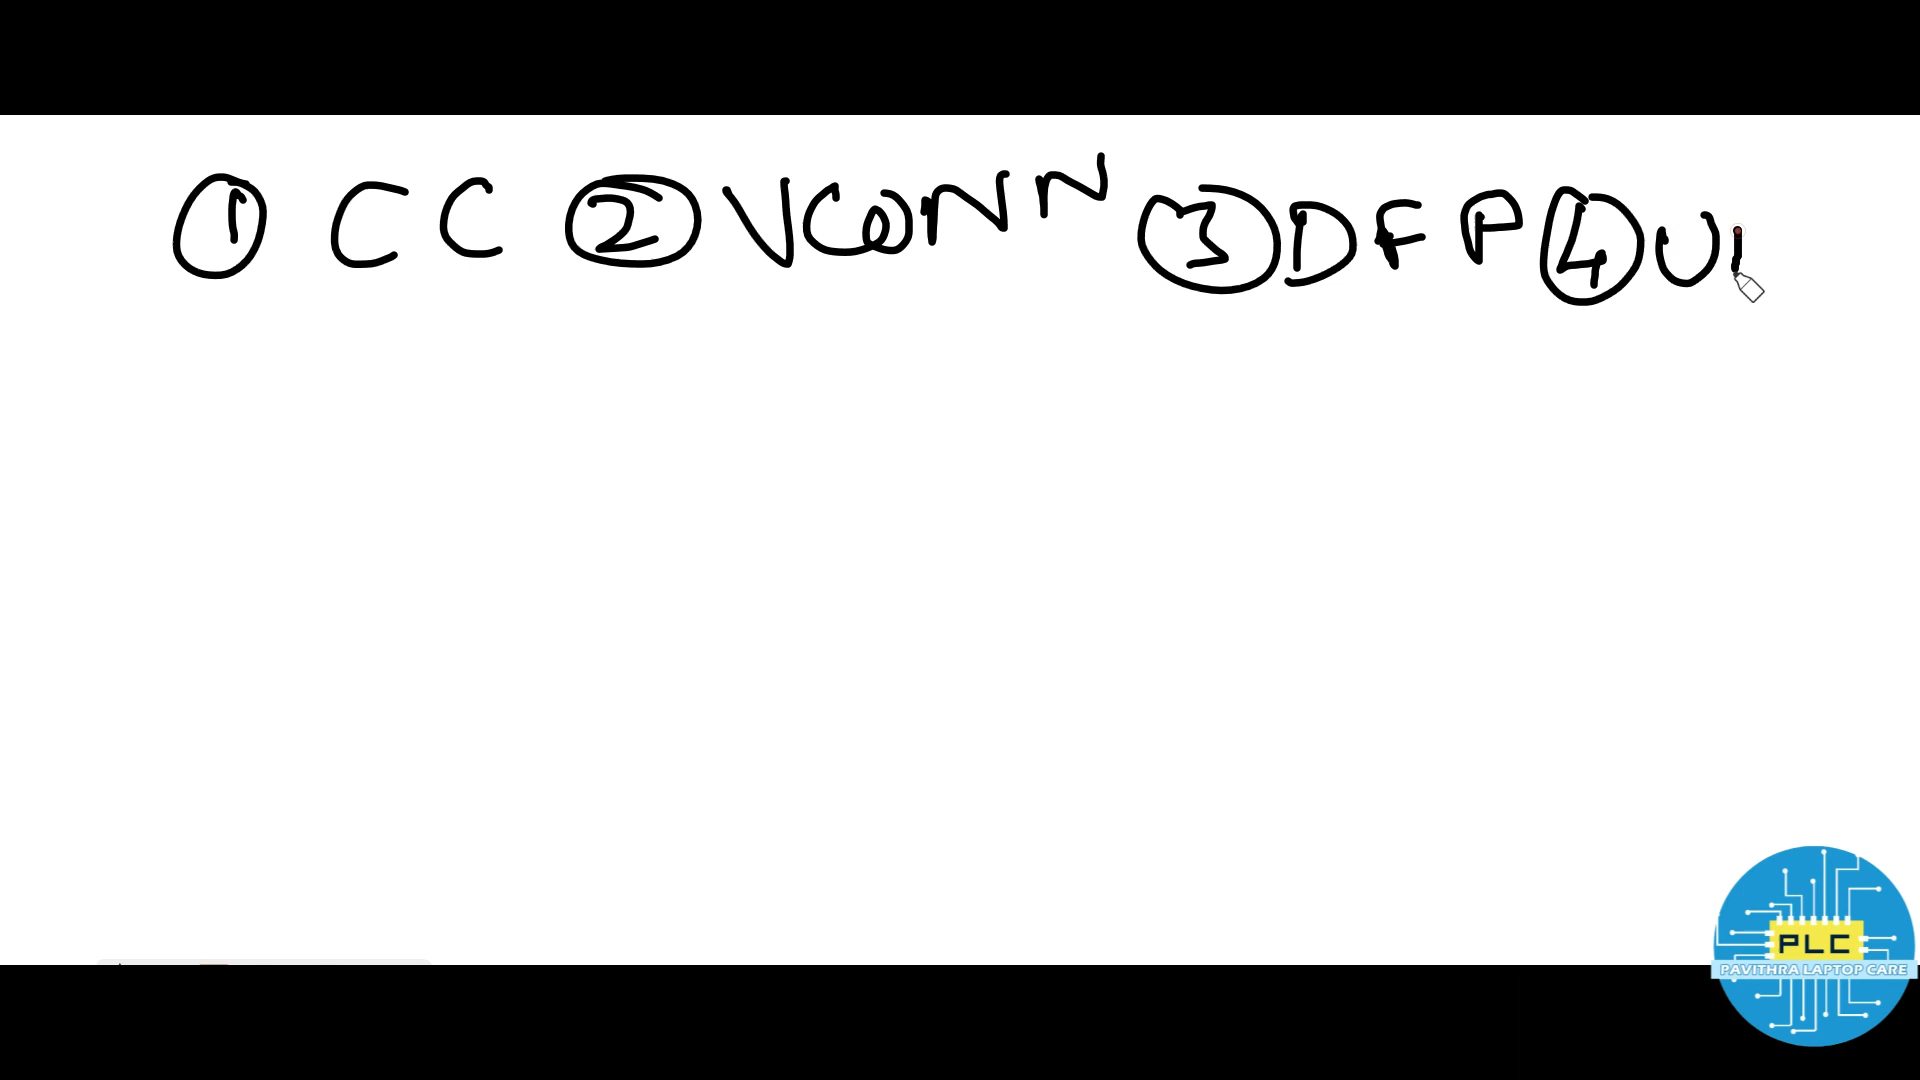 ① CC ② VCONN ③ DFP ④ U
PLC
PAVITHRA LAPTOP CARE